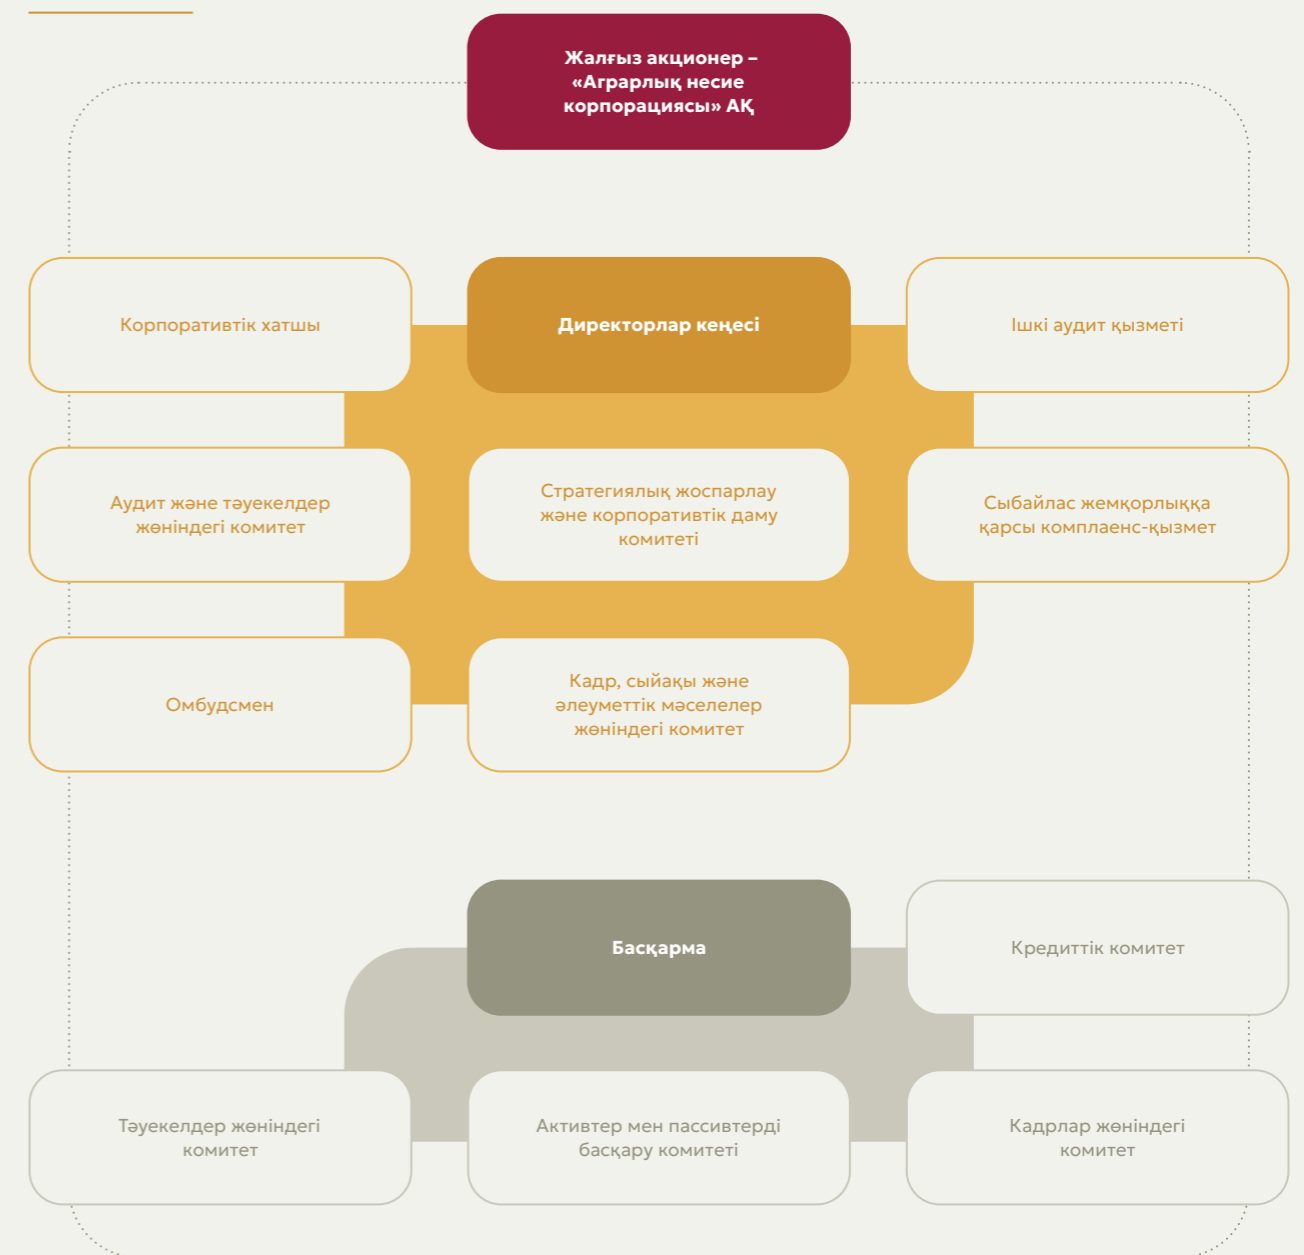 Жалғыз акционер –
«Аграрлық несие
корпорациясы» АҚ
Корпоративтік хатшы
Директорлар кеңесі
Ішкі аудит қызметі
Аудит және тәуекелдер
жөніндегі комитет
Стратегиялық жоспарлау
және корпоративтік даму
комитеті
Сыбайлас жемқорлыққа
қарсы комплаенс-қызмет
Омбудсмен
Кадр, сыйақы және
әлеуметтік мәселелер
жөніндегі комитет
Басқарма
Кредиттік комитет
Тәуекелдер жөніндегі
комитет
Активтер мен пассивтерді
басқару комитеті
Кадрлар жөніндегі
комитет